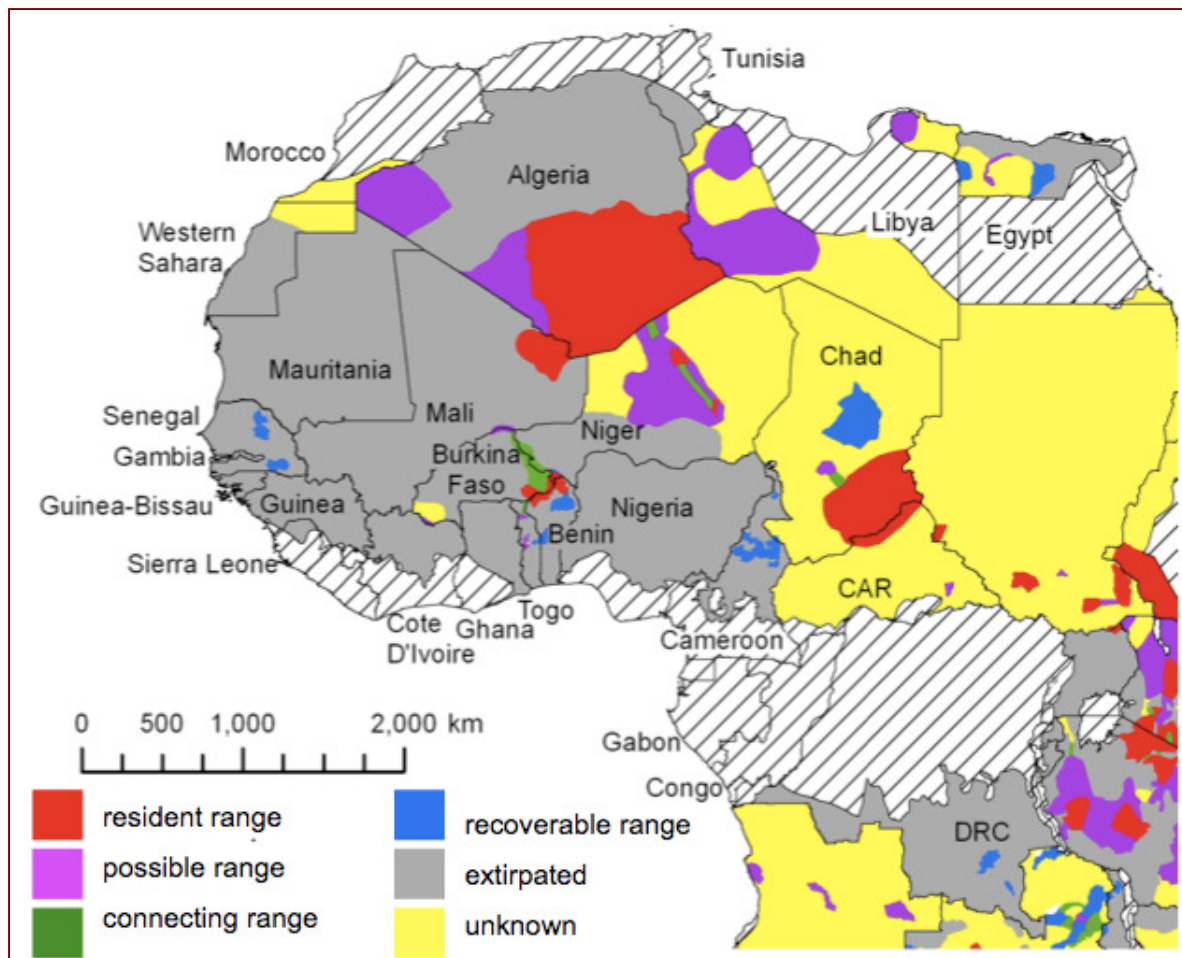 Tunisia
Morocco
Algeria
Libya
Egypt
Western
Sahara
Mauritania
Chad
Senegal
Mali
Niger
Gambia
Burkina
Faso
Guinea-Bissau
Guinea
Nigeria
Benin
Sierra Leone
CAR
Togo
Cote
D'Ivoire
Ghana
Cameroon
0 500 1,000 2,000 km
Gabon
Congo
DRC
resident range
recoverable range
possible range
extirpated
connecting range
unknown